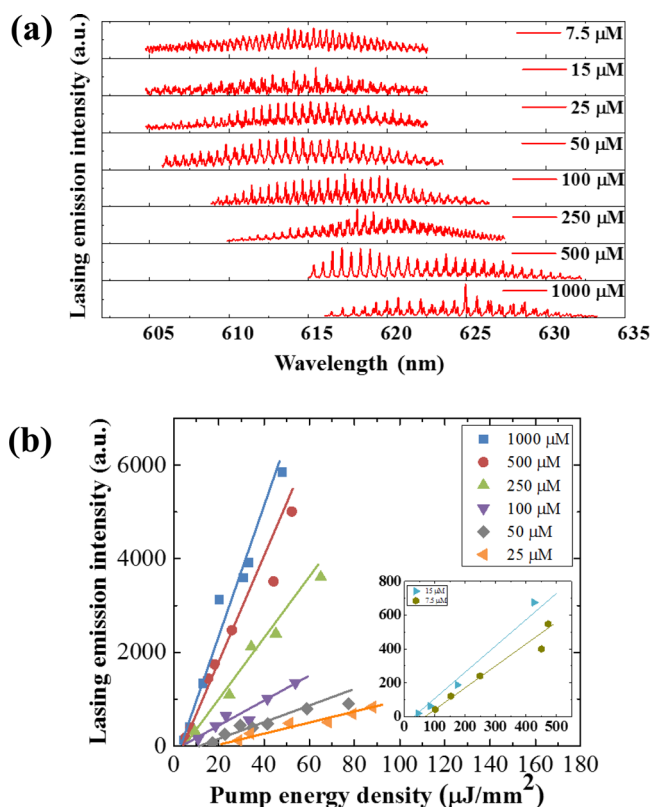 (a)
Lasing emission intensity (a.u.)
7.5 μM
15 μM
25 μM
50 μM
100 μM
250 μM
500 μM
1000 μM
605 610 615 620 625 630 635
Wavelength (nm)
(b)
Lasing emission intensity (a.u.)
6000
4000
2000
0
1000 μM
500 μM
250 μM
100 μM
50 μM
25 μM
800
600
400
200
0
15 μM
7.5 μM
0 100 200 300 400 500
0 20 40 60 80 100 120 140 160 180
Pump energy density (μJ/mm²)